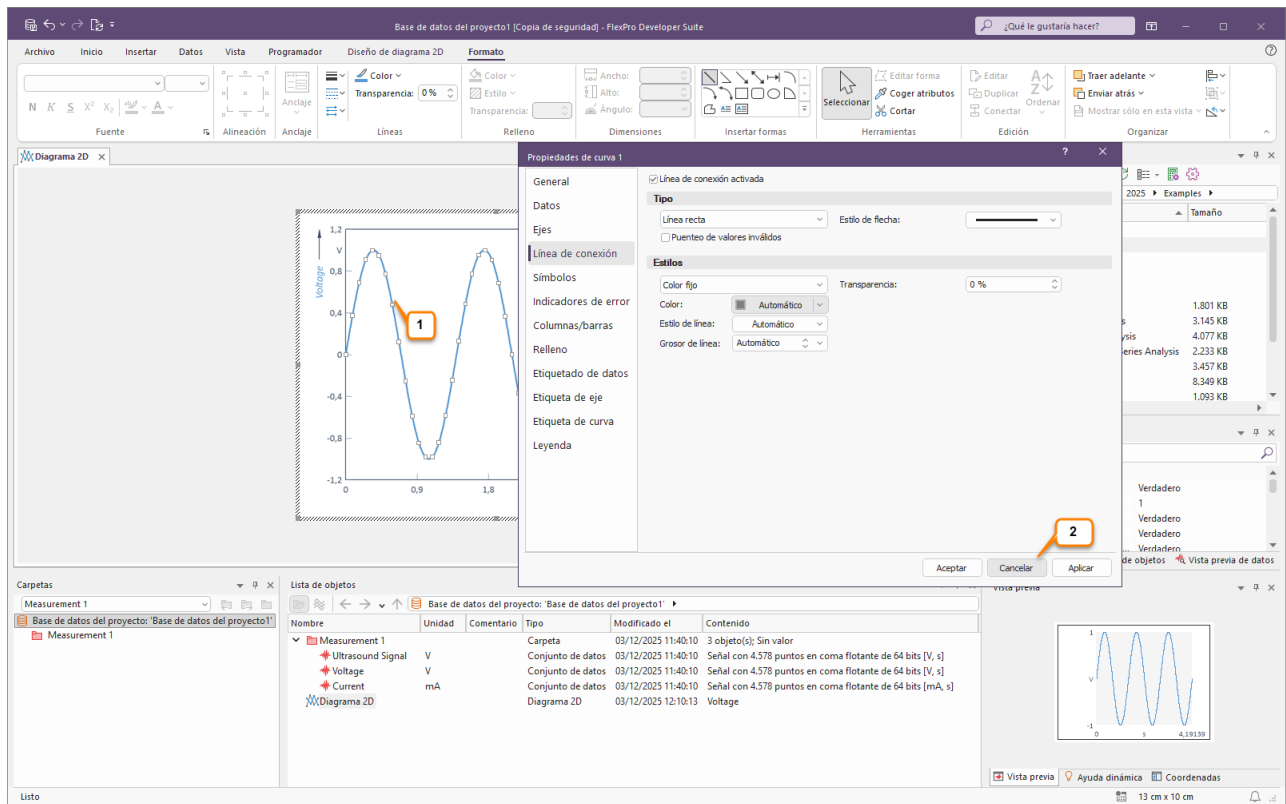 Base de datos del proyecto1 [Copia de seguridad] - FlexPro Developer Suite
¿Qué le gustaría hacer?
Archivo Inicio Insertar Datos Vista Programador Diseño de diagrama 2D Formato
Color Color Ancho: Editar forma Editar Traer adelante
Transparencia: 0 % Estilo Alto: Coger atributos Duplicar Enviar atrás
N K S X² X₂ A Anclaje Transparencia: Ángulo: Seleccionar Cortar Conectar Ordenar Mostrar sólo en esta vista
Fuente Alineación Anclaje Líneas Relleno Dimensiones Insertar formas Herramientas Edición Organizar
Diagrama 2D
Propiedades de curva 1 ?
General
Datos
Ejes
Línea de conexión
Símbolos
Indicadores de error
Columnas/barras
Relleno
Etiquetado de datos
Etiqueta de eje
Etiqueta de curva
Leyenda
Línea de conexión activada
Tipo
Línea recta Estilo de flecha:
Puenteo de valores inválidos
Estilos
Color fijo Transparencia: 0 %
Color: Automático
Estilo de línea: Automático
Grosor de línea: Automático
Aceptar Cancelar Aplicar
2
1
1,2
V
0,8
0,4
0
-0,4
-0,8
-1,2
Voltage
0 0,9 1,8
2025 Examples
Tamaño
1.801 KB
3.145 KB
4.077 KB
eries Analysis 2.233 KB
3.457 KB
8.349 KB
1.093 KB
Verdadero
1
Verdadero
Verdadero
Verdadero
de objetos Vista previa de datos
Carpetas
Measurement 1
Base de datos del proyecto: 'Base de datos del proyecto1'
Measurement 1
Lista de objetos
Base de datos del proyecto: 'Base de datos del proyecto1'
Nombre Unidad Comentario Tipo Modificado el Contenido
Measurement 1 Carpeta 03/12/2025 11:40:10 3 objeto(s); Sin valor
Ultrasound Signal V Conjunto de datos 03/12/2025 11:40:10 Señal con 4.578 puntos en coma flotante de 64 bits [V, s]
Voltage V Conjunto de datos 03/12/2025 11:40:10 Señal con 4.578 puntos en coma flotante de 64 bits [V, s]
Current mA Conjunto de datos 03/12/2025 11:40:10 Señal con 4.578 puntos en coma flotante de 64 bits [mA, s]
Diagrama 2D Diagrama 2D 03/12/2025 12:10:13 Voltage
Vista previa
1
V
-1
0 s 4,19139
Vista previa Ayuda dinámica Coordenadas
Listo
13 cm x 10 cm